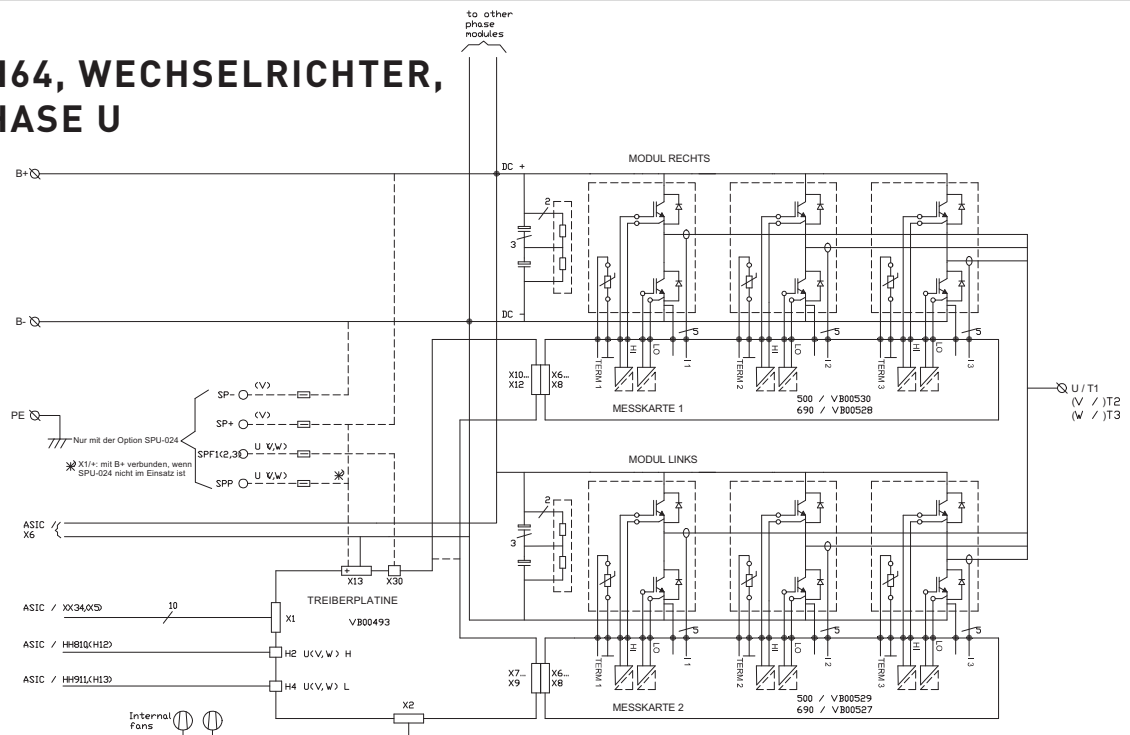 to other
phase
modules
I64, WECHSELRICHTER,
HASE U
MODUL RECHTS
B+
DC +
2
3
B-
DC -
5
5
5
TERM 1
HI
LO
I1
TERM 2
HI
LO
I2
TERM 3
HI
LO
I3
X10...
X12
X6...
X8
MESSKARTE 1
500 / VB00530
690 / VB00528
U / T1
(V / )T2
(W / )T3
PE
Nur mit der Option SPU-024
X1/+: mit B+ verbunden, wenn
SPU-024 nicht im Einsatz ist
SP- (V)
SP+ (V)
SPF1(2,3) U V,W)
SPP U V,W)
MODUL LINKS
2
3
ASIC /
X6
+
X13
X30
TREIBERPLATINE
VB00493
ASIC / XX34,(X5)
10
X1
ASIC / HH810,(H12)
H2 U(V,W) H
ASIC / HH911,(H13)
H4 U(V,W) L
5
5
5
TERM 1
HI
LO
I1
TERM 2
HI
LO
I2
TERM 3
HI
LO
I3
X7...
X9
X6...
X8
MESSKARTE 2
500 / VB00529
690 / VB00527
X2
Internal
fans